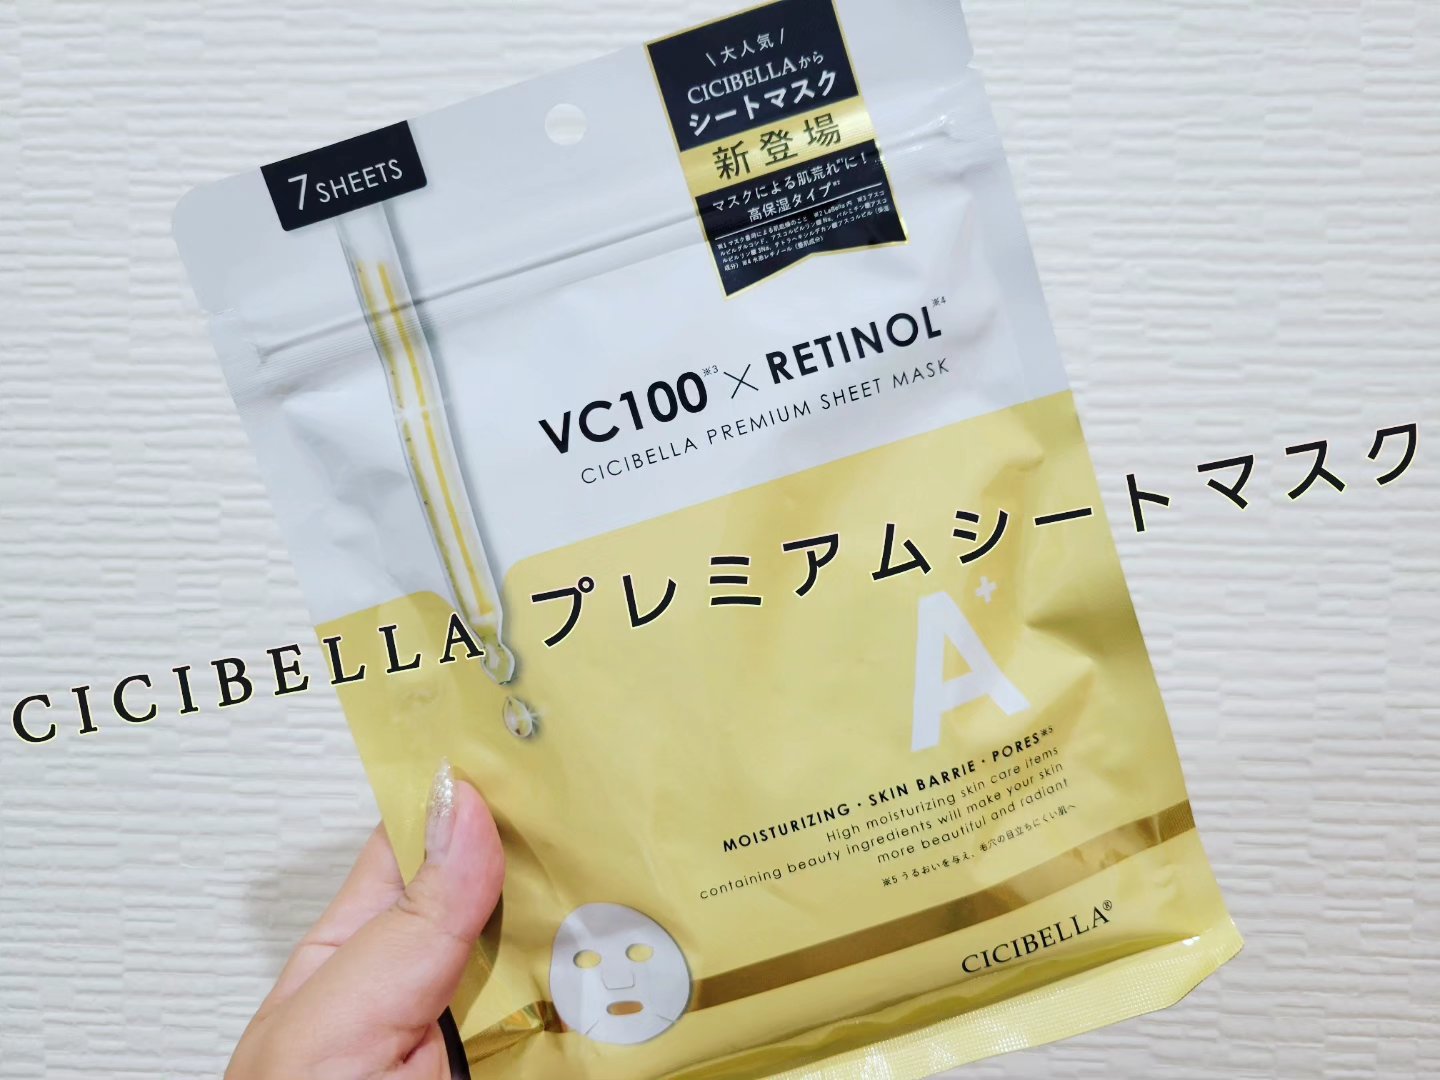 \大人気/
CICIBELLAから
シートマスク
新登場
マスクによる肌荒れ※1に！
高保湿タイプ※2
7 SHEETS
VC100※3 × RETINOL※4
CICIBELLA PREMIUM SHEET MASK
CICIBELLA プレミアムシートマスク
A+
MOISTURIZING・SKIN BARRIE・PORES※5
High moisturizing skin care items
containing beauty ingredients will make your skin
more beautiful and radiant
※5 うるおいを与え、毛穴の目立ちにくい肌へ
CICIBELLA®